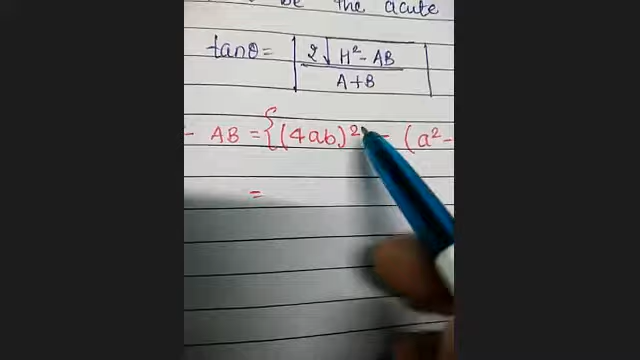 be the acute
tanθ = | 2√H² - AB / A + B |
- AB = { (4ab)² - (a² -
=